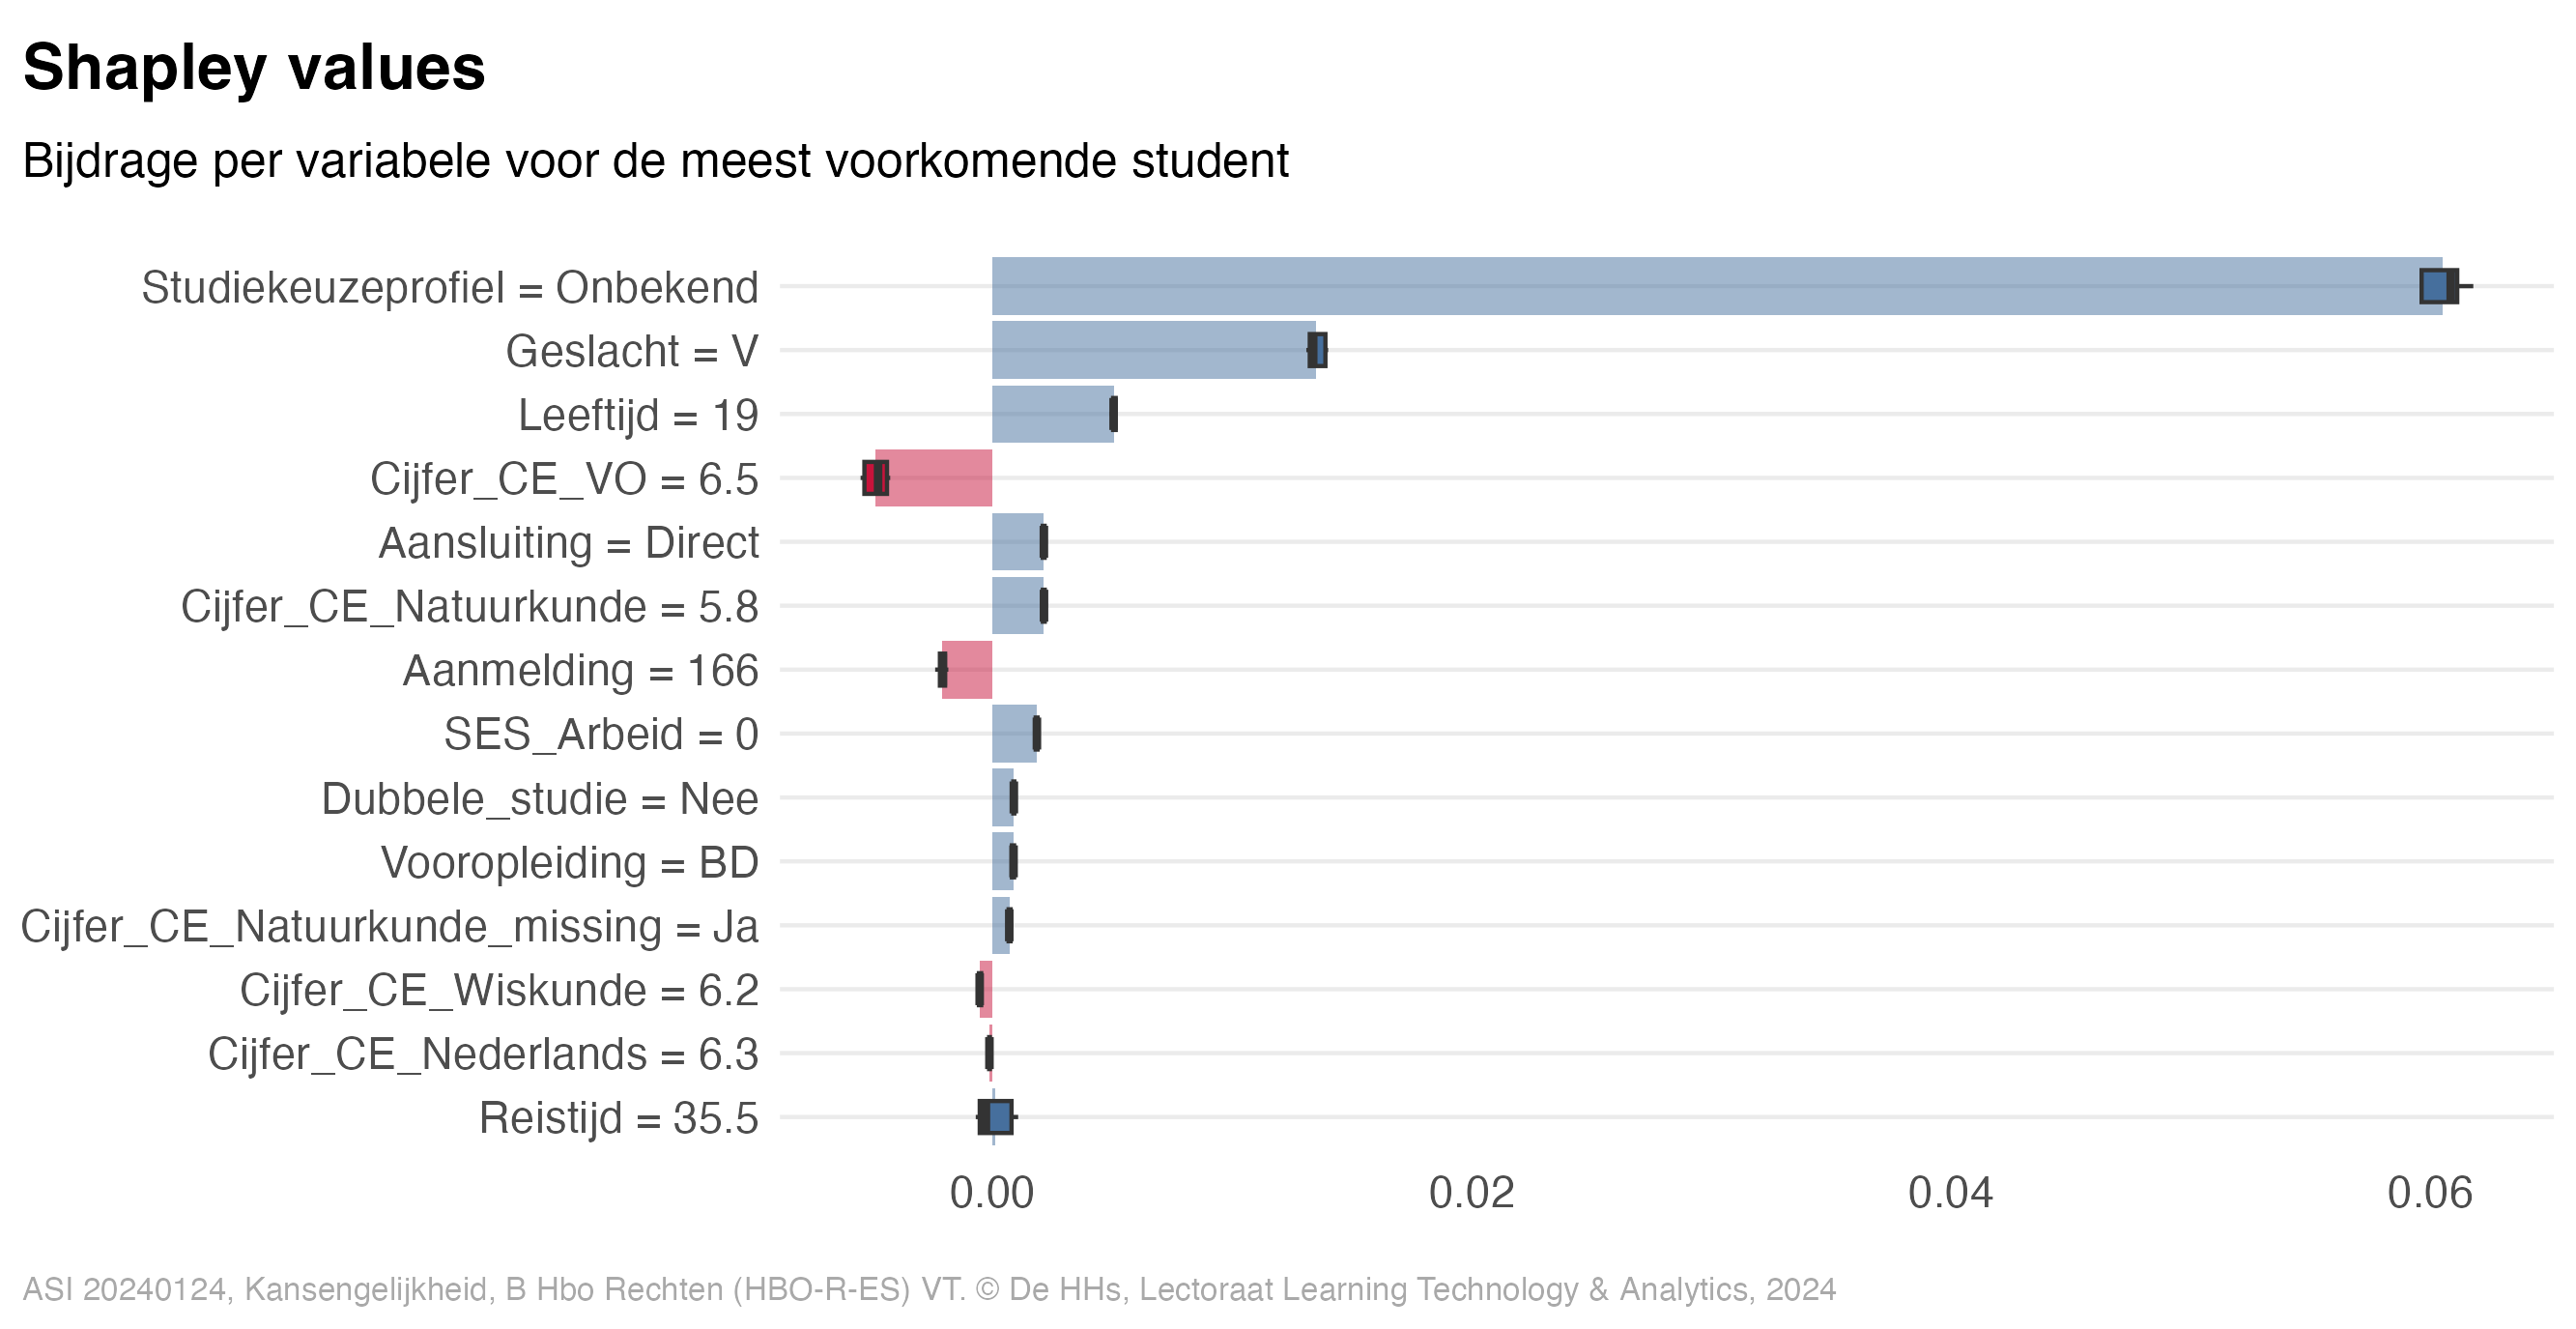 Shapley values
Bijdrage per variabele voor de meest voorkomende student
Studiekeuzeprofiel = Onbekend
Geslacht = V
Leeftijd = 19
Cijfer_CE_VO = 6.5
Aansluiting = Direct
Cijfer_CE_Natuurkunde = 5.8
Aanmelding = 166
SES_Arbeid = 0
Dubbele_studie = Nee
Vooropleiding = BD
Cijfer_CE_Natuurkunde_missing = Ja
Cijfer_CE_Wiskunde = 6.2
Cijfer_CE_Nederlands = 6.3
Reistijd = 35.5
0.00 0.02 0.04 0.06
ASI 20240124, Kansengelijkheid, B Hbo Rechten (HBO-R-ES) VT. © De HHs, Lectoraat Learning Technology & Analytics, 2024